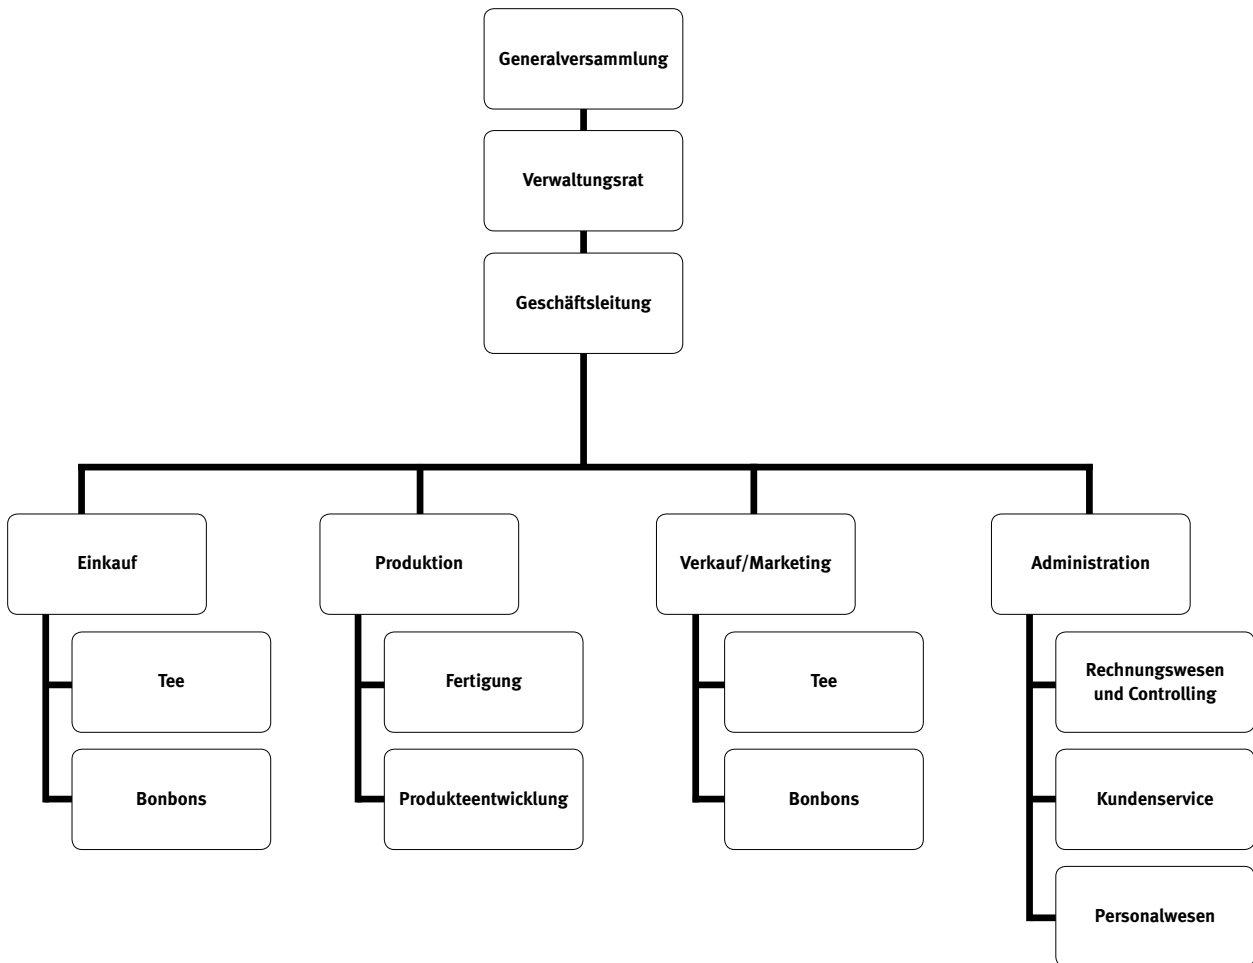 Generalversammlung
Verwaltungsrat
Geschäftsleitung
Einkauf
Produktion
Verkauf/Marketing
Administration
Tee
Fertigung
Tee
Rechnungswesen
und Controlling
Bonbons
Produkteentwicklung
Bonbons
Kundenservice
Personalwesen